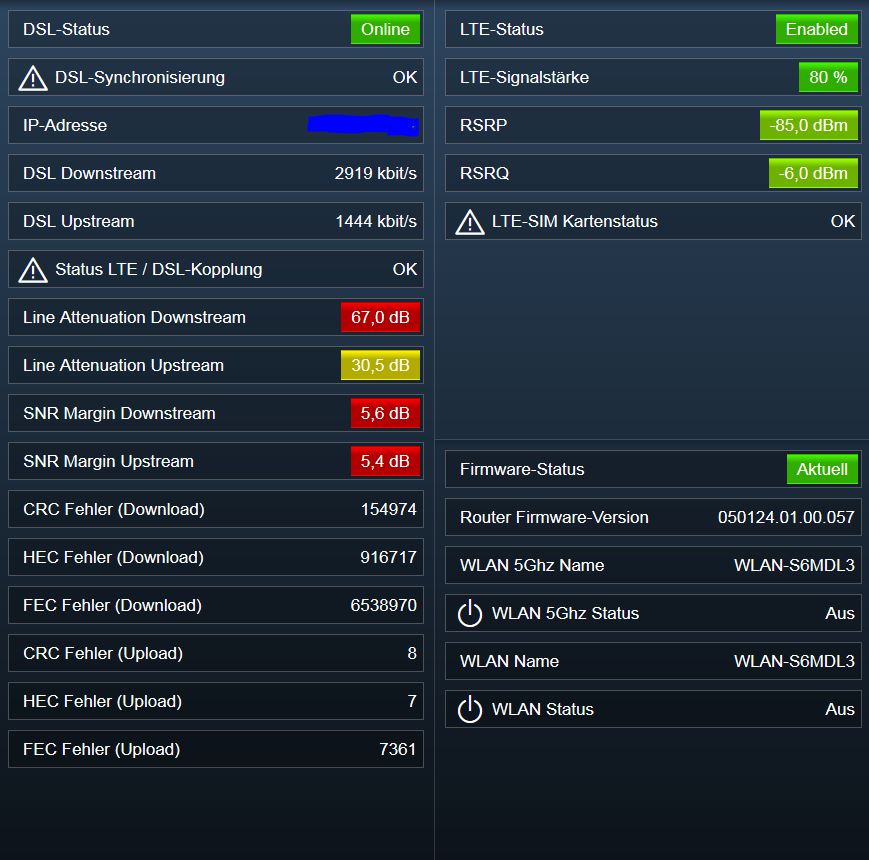 DSL-Status Online
DSL-Synchronisierung OK
IP-Adresse
DSL Downstream 2919 kbit/s
DSL Upstream 1444 kbit/s
Status LTE / DSL-Kopplung OK
Line Attenuation Downstream 67,0 dB
Line Attenuation Upstream 30,5 dB
SNR Margin Downstream 5,6 dB
SNR Margin Upstream 5,4 dB
CRC Fehler (Download) 154974
HEC Fehler (Download) 916717
FEC Fehler (Download) 6538970
CRC Fehler (Upload) 8
HEC Fehler (Upload) 7
FEC Fehler (Upload) 7361
LTE-Status Enabled
LTE-Signalstärke 80 %
RSRP -85,0 dBm
RSRQ -6,0 dBm
LTE-SIM Kartenstatus OK
Firmware-Status Aktuell
Router Firmware-Version 050124.01.00.057
WLAN 5Ghz Name WLAN-S6MDL3
WLAN 5Ghz Status Aus
WLAN Name WLAN-S6MDL3
WLAN Status Aus